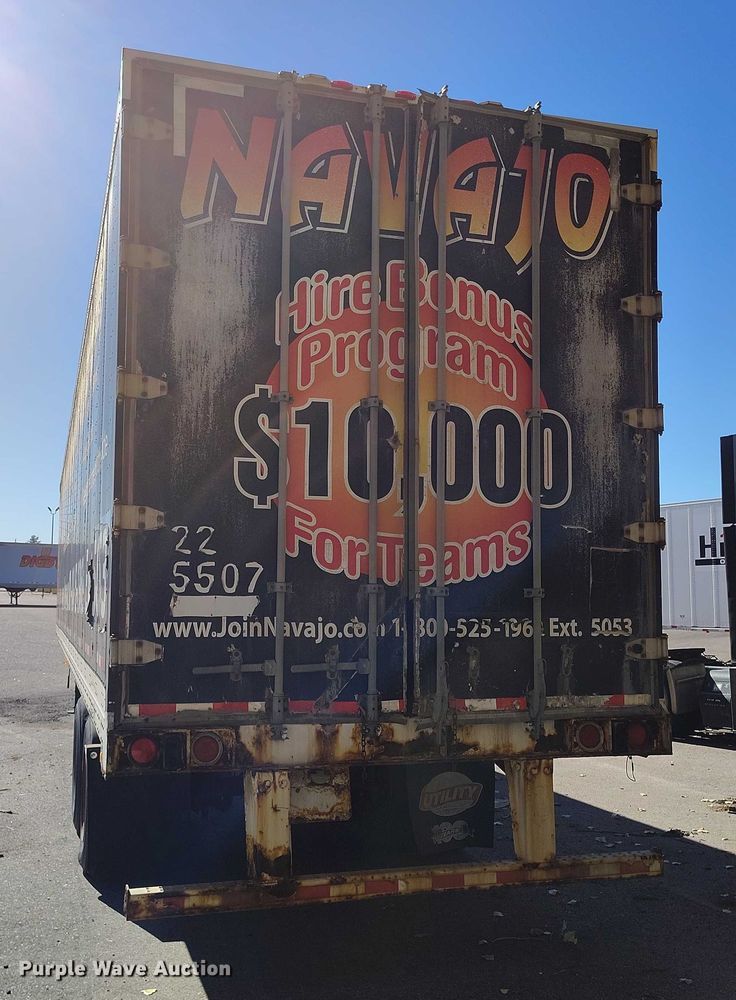 NAVAJO
Hire Bonus
Program
$10,000
For Teams
22
5507
www.JoinNavajo.com 1-800-525-1962 Ext. 5053
UTILITY
Purple Wave Auction